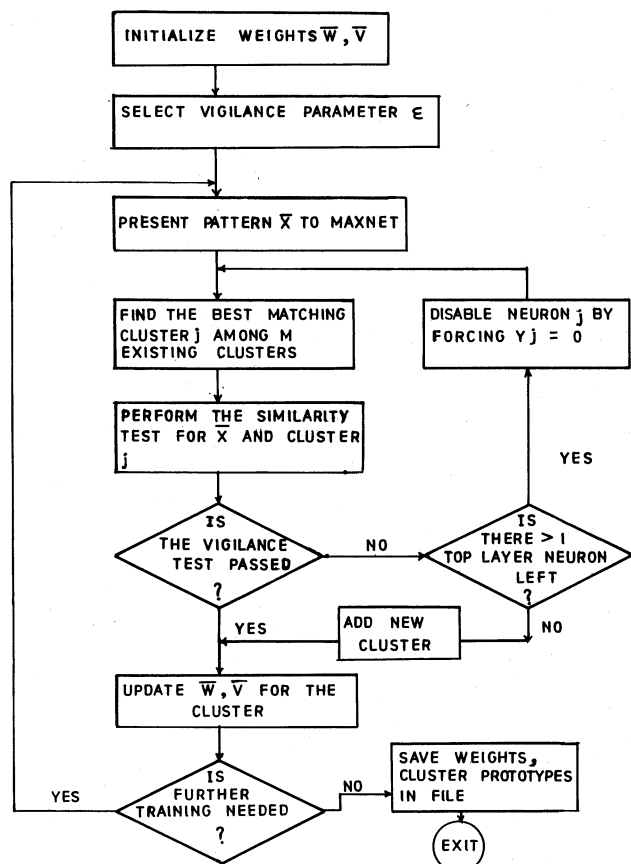 INITIALIZE WEIGHTS W̅, V̅
SELECT VIGILANCE PARAMETER ε
PRESENT PATTERN X̅ TO MAXNET
FIND THE BEST MATCHING
CLUSTER j AMONG M
EXISTING CLUSTERS
DISABLE NEURON j BY
FORCING Yj = 0
PERFORM THE SIMILARITY
TEST FOR X̅ AND CLUSTER
j
YES
IS
THE VIGILANCE
TEST PASSED
?
NO
IS
THERE > 1
TOP LAYER NEURON
LEFT
?
YES
ADD NEW
CLUSTER
NO
UPDATE W̅, V̅ FOR THE
CLUSTER
YES
IS
FURTHER
TRAINING NEEDED
?
NO
SAVE WEIGHTS,
CLUSTER PROTOTYPES
IN FILE
EXIT